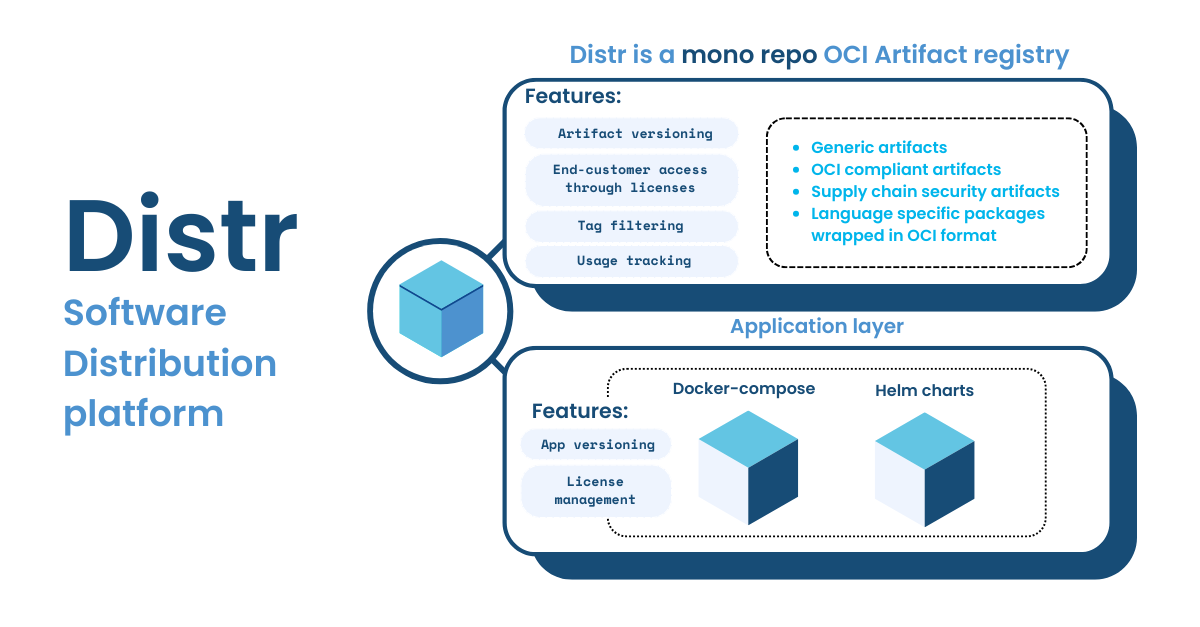 Distr
Software
Distribution
platform
Distr is a mono repo OCI Artifact registry
Features:
Artifact versioning
End-customer access
through licenses
Tag filtering
Usage tracking
Generic artifacts
OCI compliant artifacts
Supply chain security artifacts
Language specific packages
wrapped in OCI format
Application layer
Features:
App versioning
License
management
Docker-compose
Helm charts